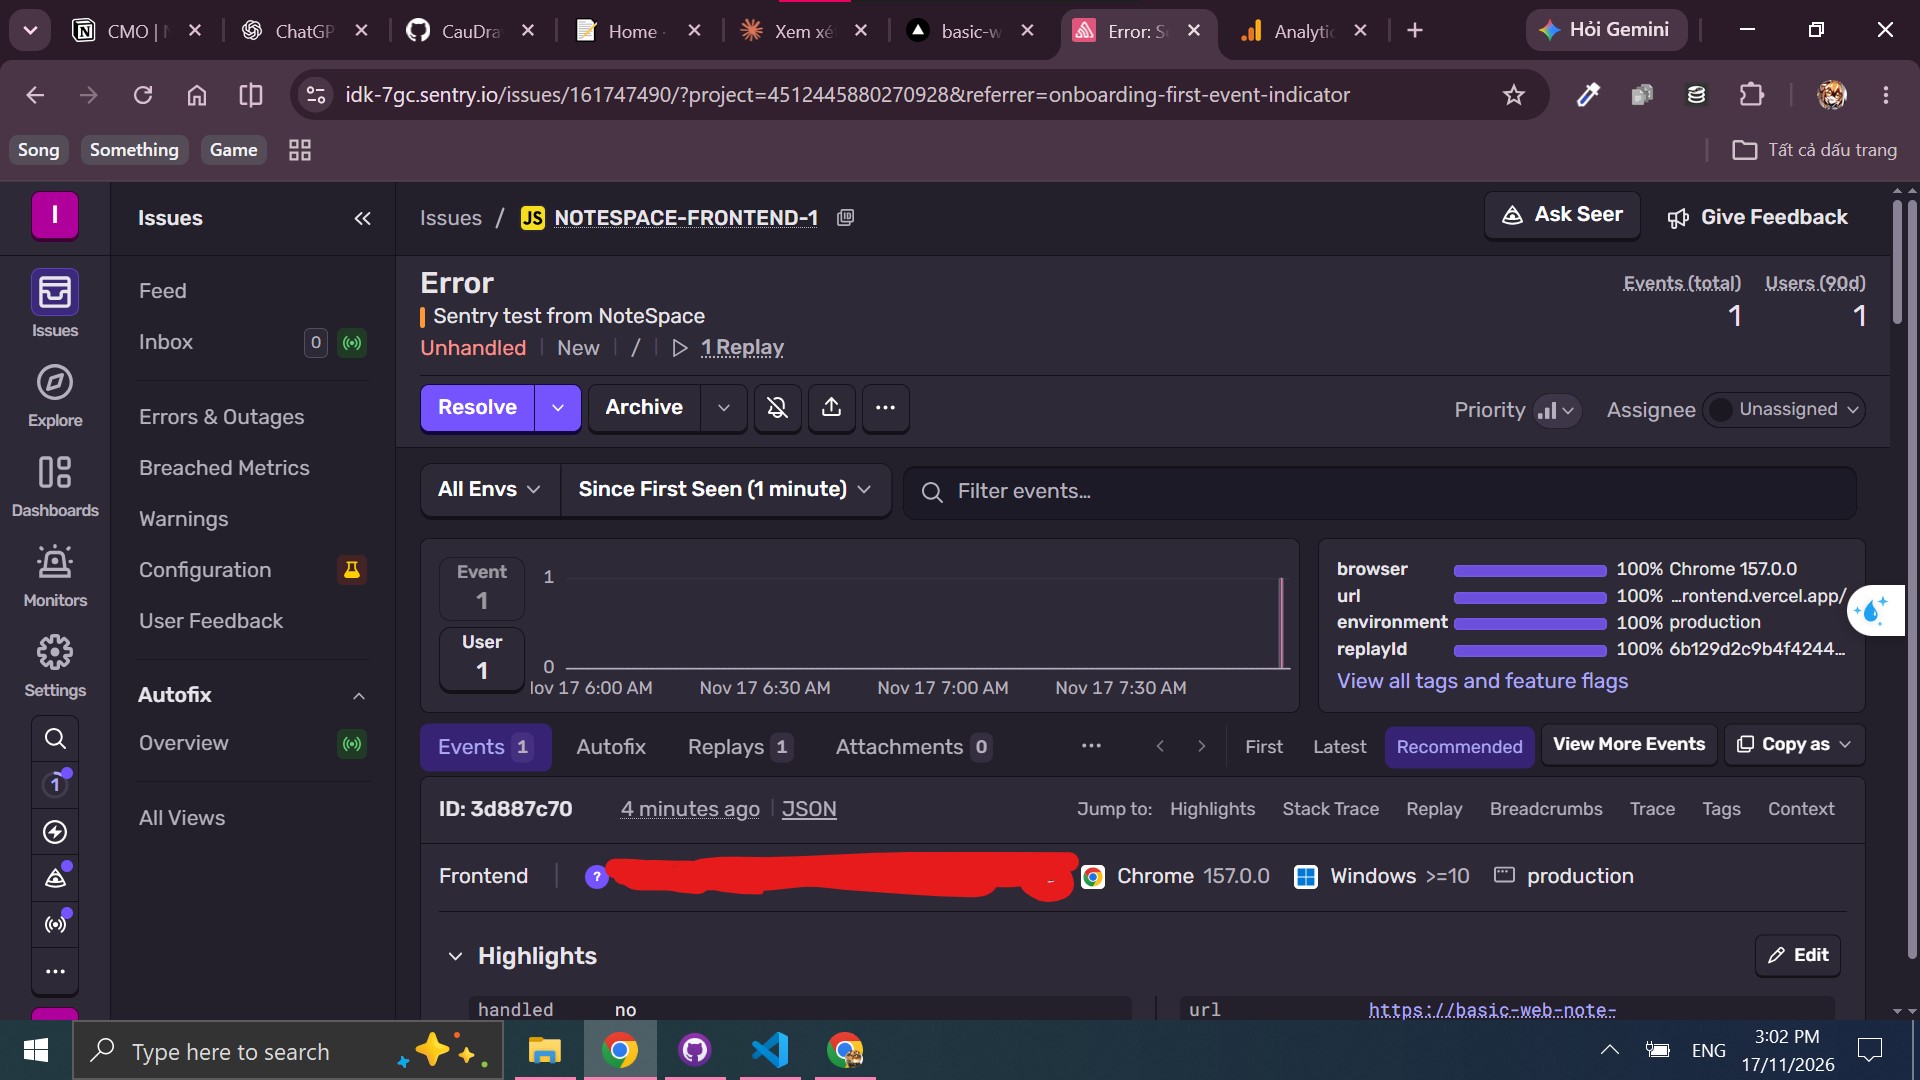 CMO | N
ChatGP
CauDra
Home -
Xem xé
basic-w
Error: Se
Analytic
Hỏi Gemini
idk-7gc.sentry.io/issues/161747490/?project=4512445880270928&referrer=onboarding-first-event-indicator
Song
Something
Game
Tất cả dấu trang
I
Issues
Issues / JS NOTESPACE-FRONTEND-1
Ask Seer
Give Feedback
Issues
Explore
Dashboards
Monitors
Settings
1
Feed
Inbox 0
Errors & Outages
Breached Metrics
Warnings
Configuration
User Feedback
Autofix
Overview
All Views
Error
Sentry test from NoteSpace
Unhandled New / 1 Replay
Events (total) Users (90d)
1 1
Resolve
Archive
Priority
Assignee Unassigned
All Envs
Since First Seen (1 minute)
Filter events...
Event
1
User
1
1
0
lov 17 6:00 AM Nov 17 6:30 AM Nov 17 7:00 AM Nov 17 7:30 AM
browser 100% Chrome 157.0.0
url 100% ...rontend.vercel.app/
environment 100% production
replayId 100% 6b129d2c9b4f4244...
View all tags and feature flags
Events 1 Autofix Replays 1 Attachments 0 First Latest Recommended View More Events Copy as
ID: 3d887c70 4 minutes ago JSON
Jump to: Highlights Stack Trace Replay Breadcrumbs Trace Tags Context
Frontend ? Chrome 157.0.0 Windows >=10 production
Highlights
Edit
handled no
url https://basic-web-note-
Type here to search
ENG
3:02 PM
17/11/2026